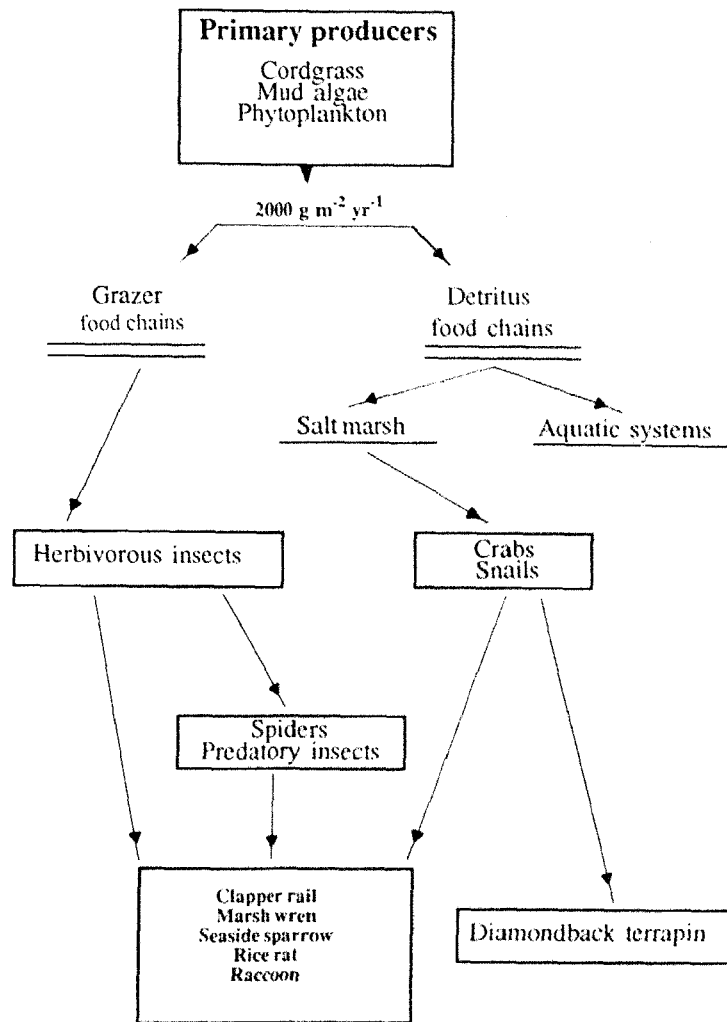 Primary producers
Cordgrass
Mud algae
Phytoplankton
2000 g m⁻² yr⁻¹
Grazer
food chains
Detritus
food chains
Salt marsh
Aquatic systems
Herbivorous insects
Crabs
Snails
Spiders
Predatory insects
Clapper rail
Marsh wren
Seaside sparrow
Rice rat
Raccoon
Diamondback terrapin